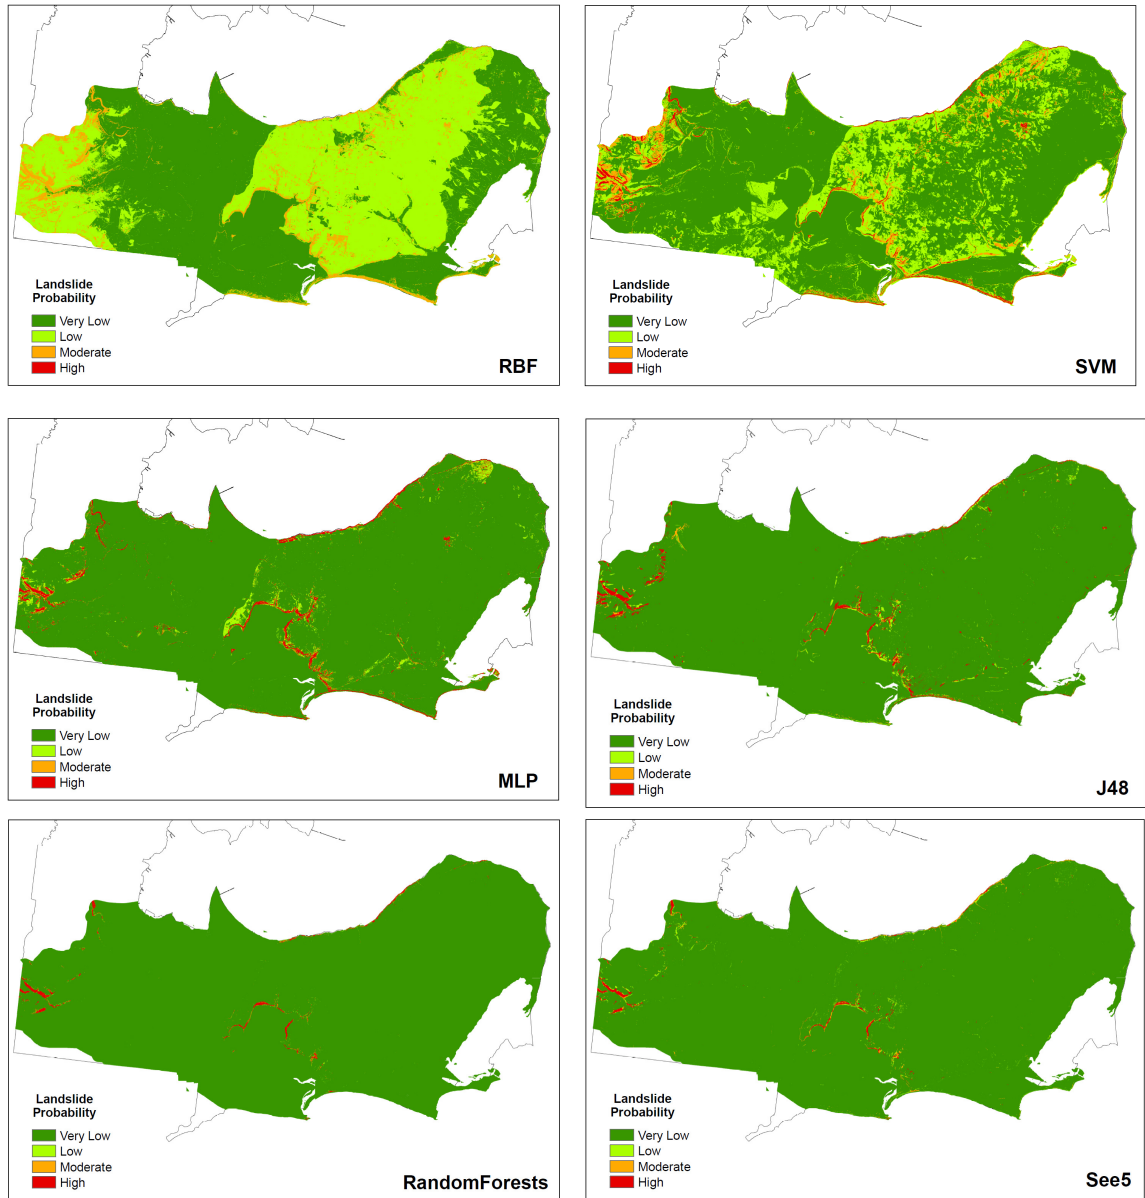 Landslide
Probability
Very Low
Low
Moderate
High
RBF
Landslide
Probability
Very Low
Low
Moderate
High
SVM
Landslide
Probability
Very Low
Low
Moderate
High
MLP
Landslide
Probability
Very Low
Low
Moderate
High
J48
Landslide
Probability
Very Low
Low
Moderate
High
RandomForests
Landslide
Probability
Very Low
Low
Moderate
High
See5